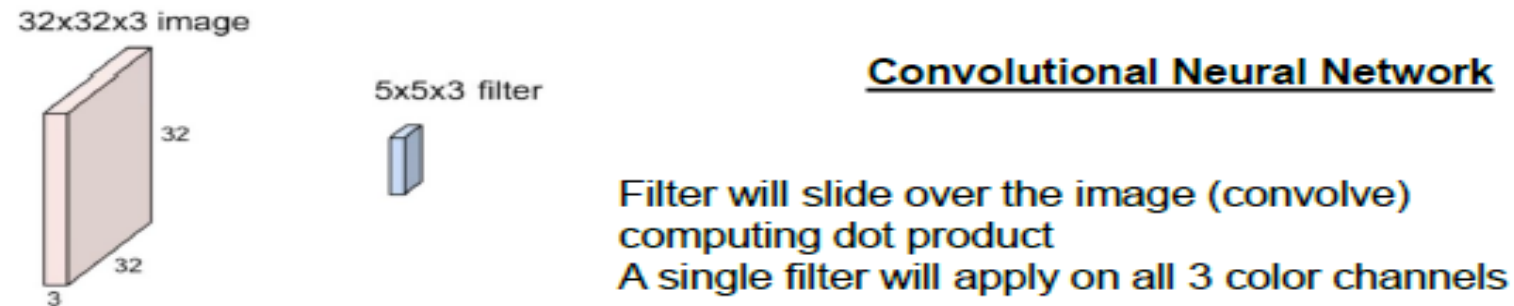 32x32x3 image
5x5x3 filter
32
32
3
Convolutional Neural Network
Filter will slide over the image (convolve)
computing dot product
A single filter will apply on all 3 color channels